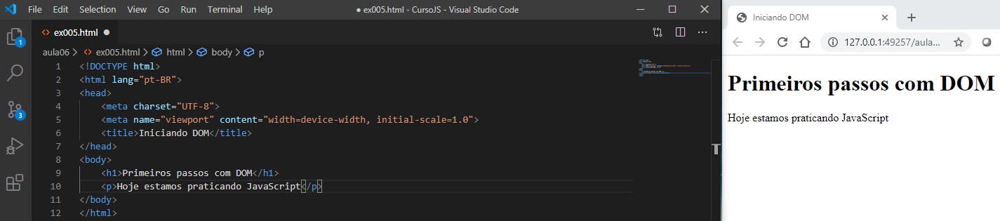 File Edit Selection View Go Run Terminal Help
● ex005.html - CursoJS - Visual Studio Code
ex005.html ●
aula06 > ex005.html > html > body > p
1 <!DOCTYPE html>
2 <html lang="pt-BR">
3 <head>
4 <meta charset="UTF-8">
5 <meta name="viewport" content="width=device-width, initial-scale=1.0">
6 <title>Iniciando DOM</title>
7 </head>
8 <body>
9 <h1>Primeiros passos com DOM</h1>
10 <p>Hoje estamos praticando JavaScript</p>
11 </body>
12 </html>
1
3
Iniciando DOM
127.0.0.1:49257/aula...
Primeiros passos com DOM
Hoje estamos praticando JavaScript